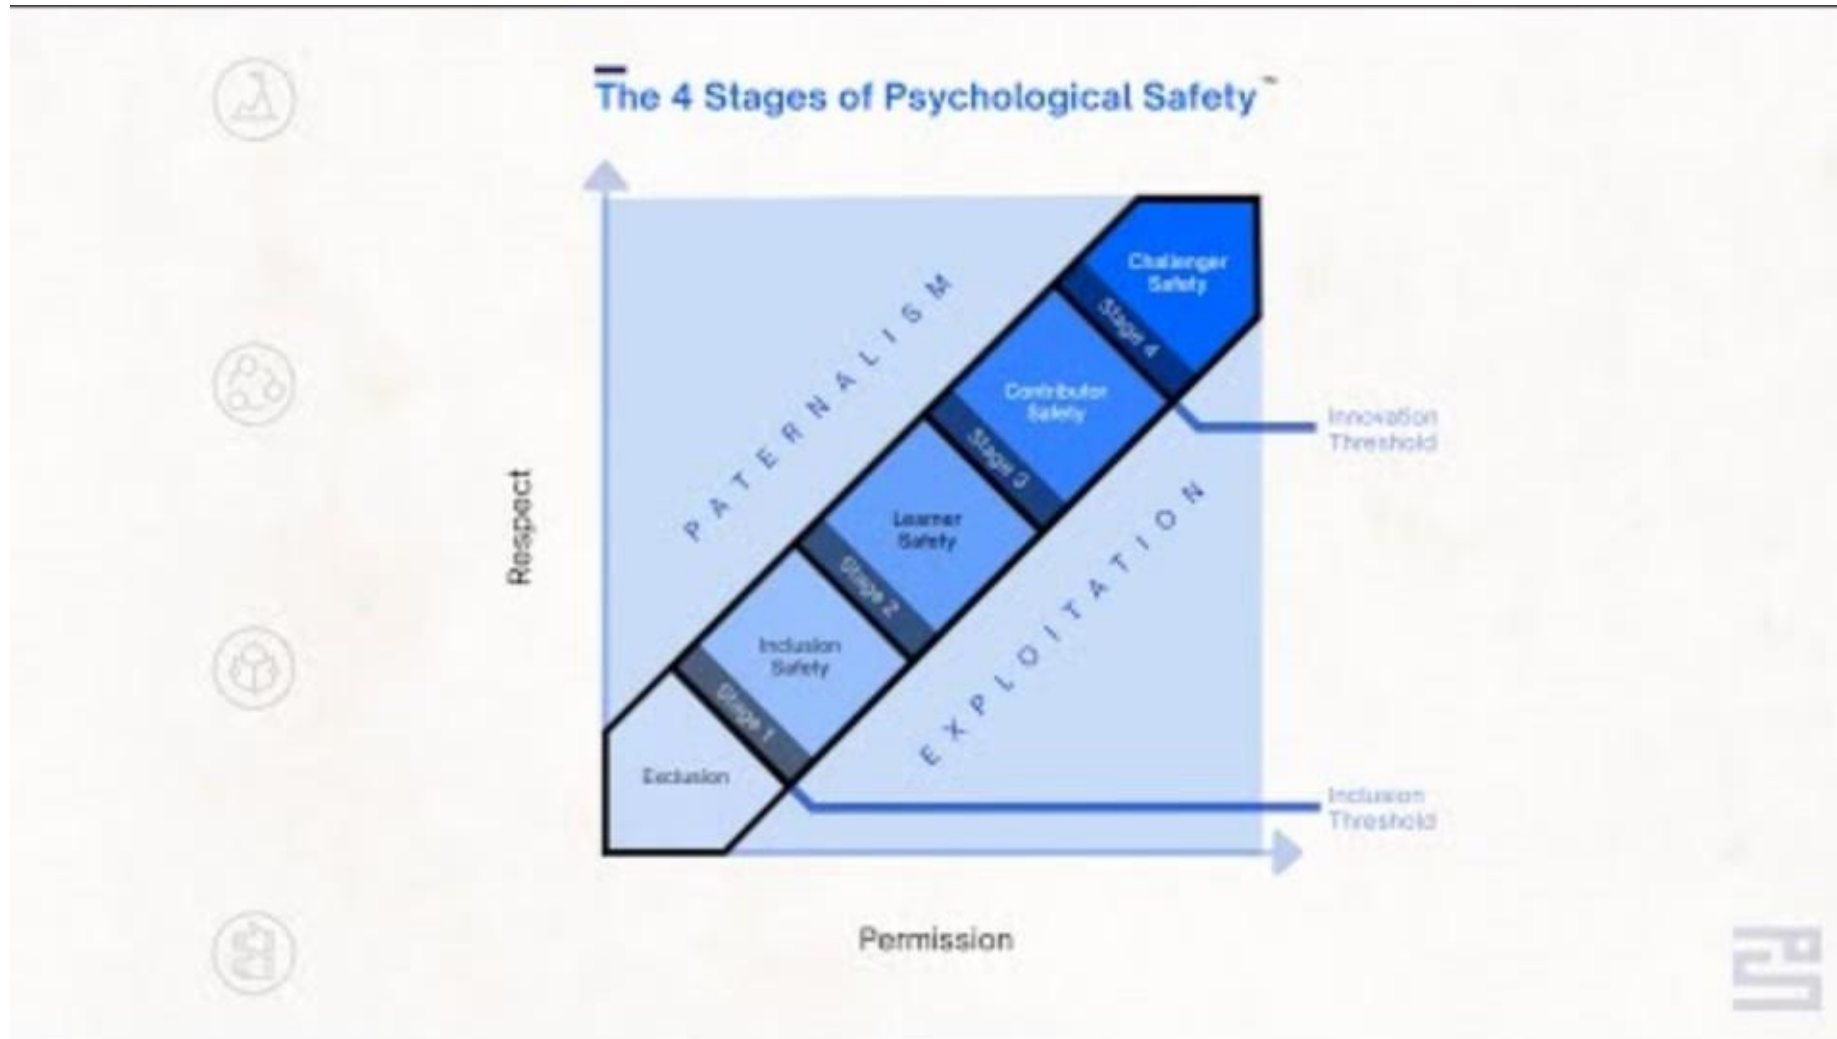 The 4 Stages of Psychological Safety™
Challenger
Safety
Stage 4
Contributor
Safety
Stage 3
Learner
Safety
Stage 2
Inclusion
Safety
Stage 1
Exclusion
PATERNALISM
EXPLOITATION
Innovation
Threshold
Inclusion
Threshold
Respect
Permission